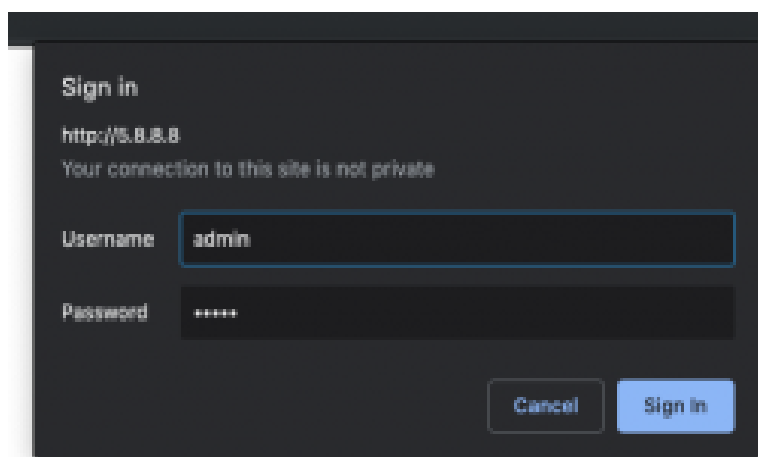 Sign in
http://5.8.8.8
Your connection to this site is not private
Username admin
Password •••••
Cancel Sign In